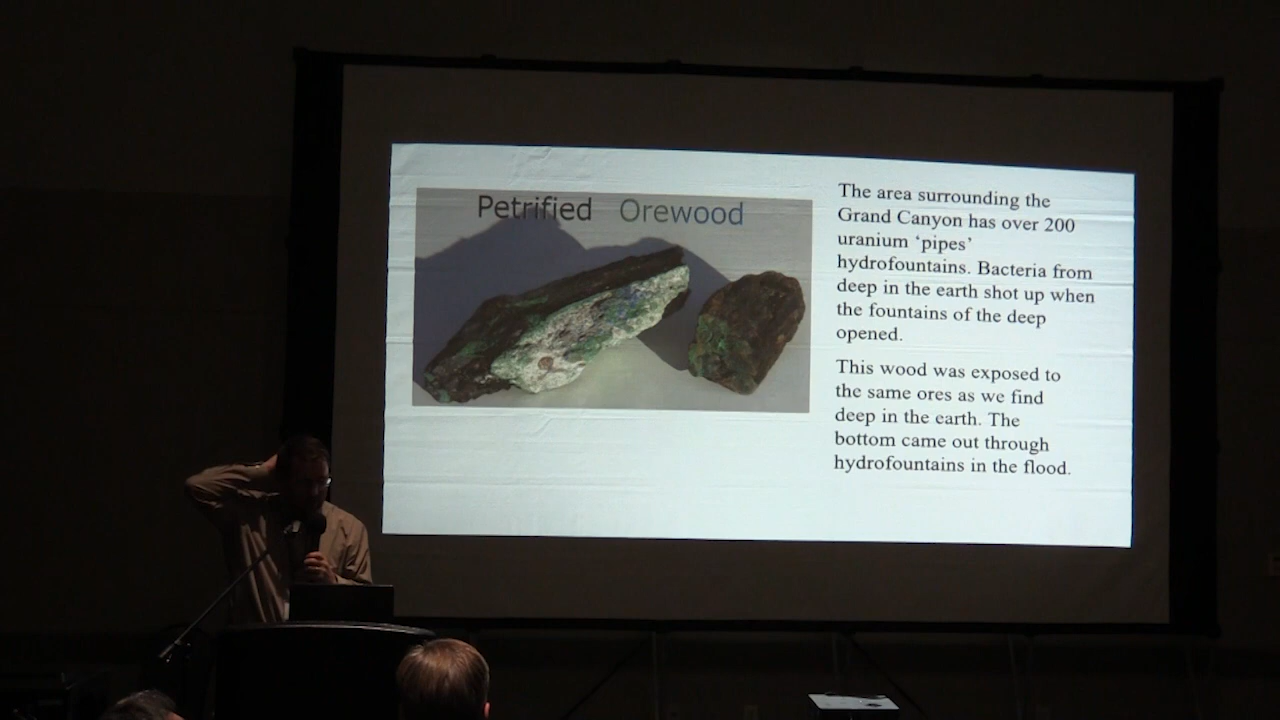 Petrified Orewood
The area surrounding the
Grand Canyon has over 200
uranium ‘pipes’
hydrofountains. Bacteria from
deep in the earth shot up when
the fountains of the deep
opened.
This wood was exposed to
the same ores as we find
deep in the earth. The
bottom came out through
hydrofountains in the flood.